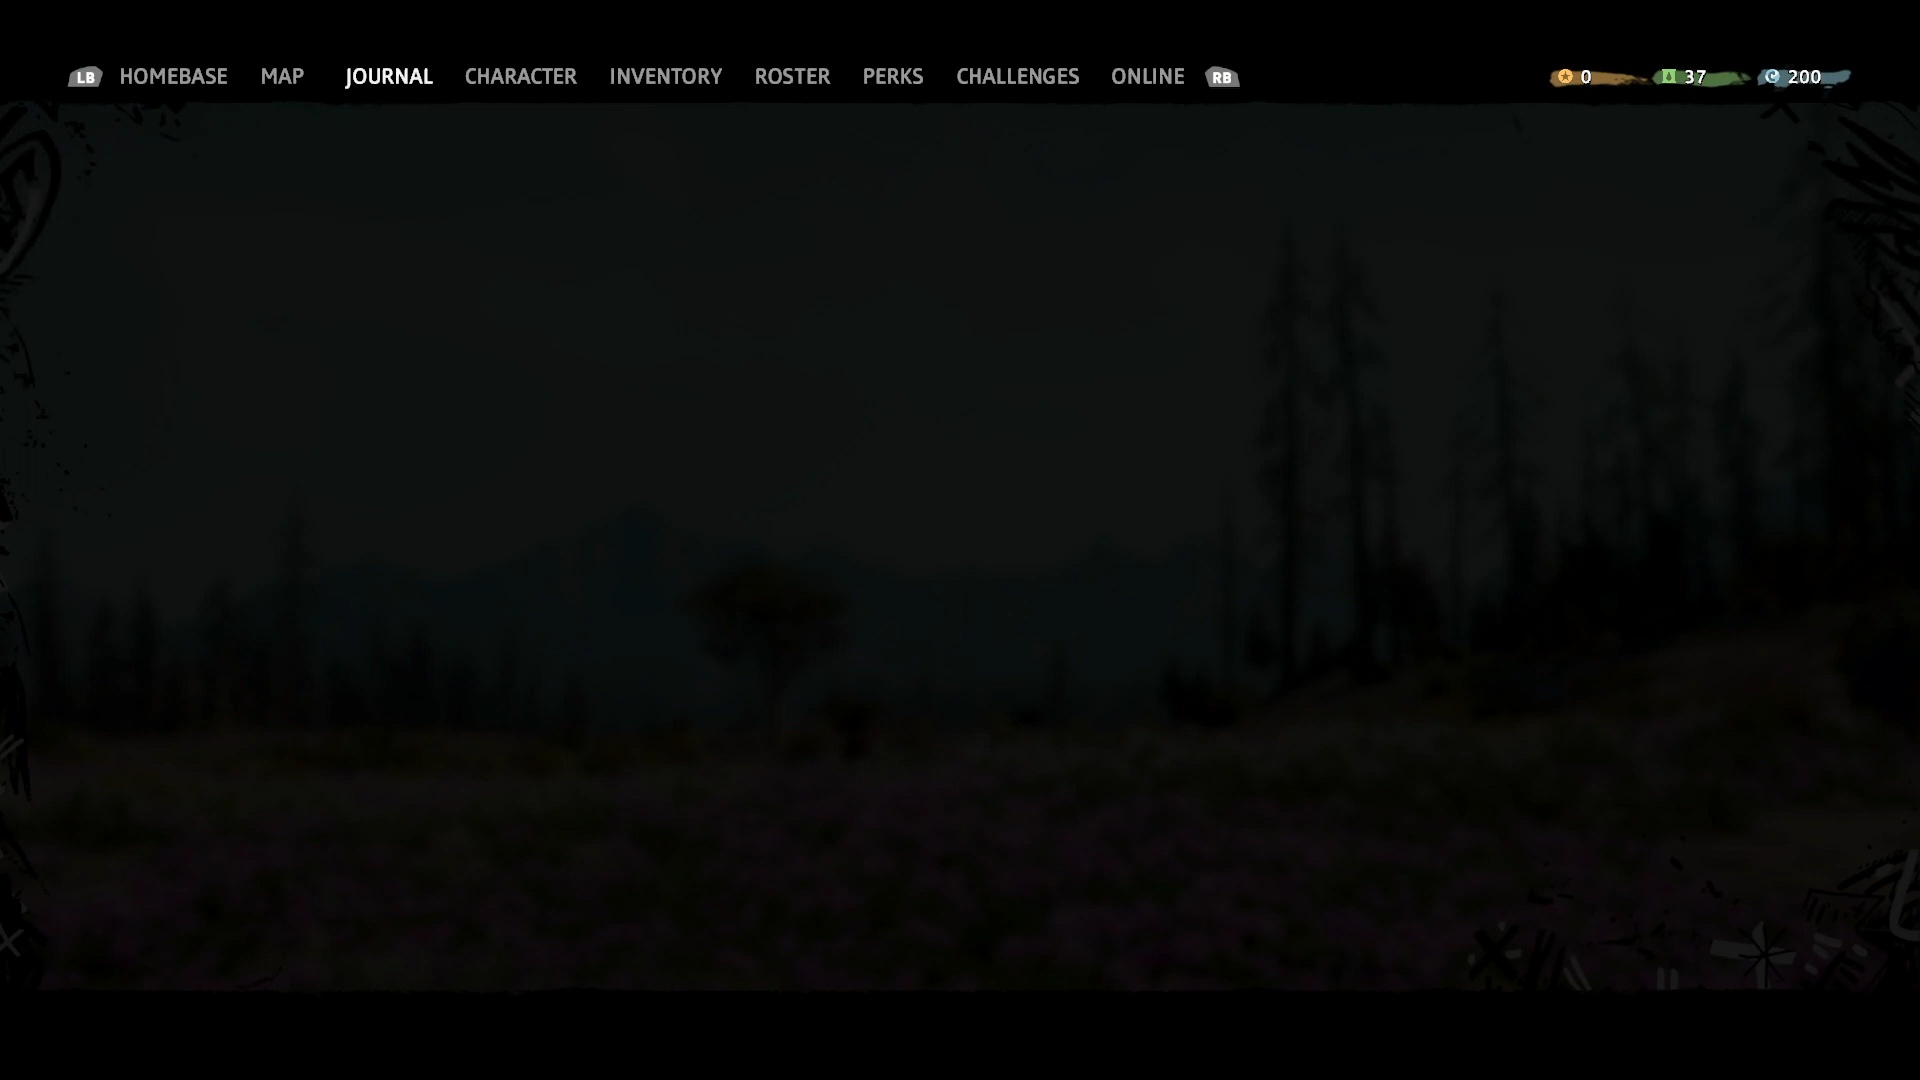 LB HOMEBASE MAP JOURNAL CHARACTER INVENTORY ROSTER PERKS CHALLENGES ONLINE RB 0 37 200